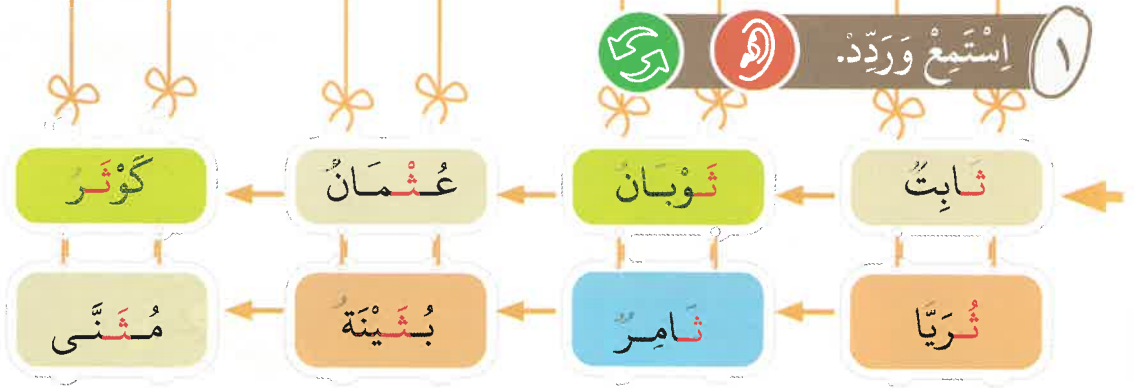 ١ اِسْتَمِعْ وَرَدِّدْ.
ثَابِتٌ ثَوْبَانُ عُثْمَانُ كَوْثَرُ
ثُرَيَّا ثَامِرٌ بُثَيْنَةُ مُثَنَّى